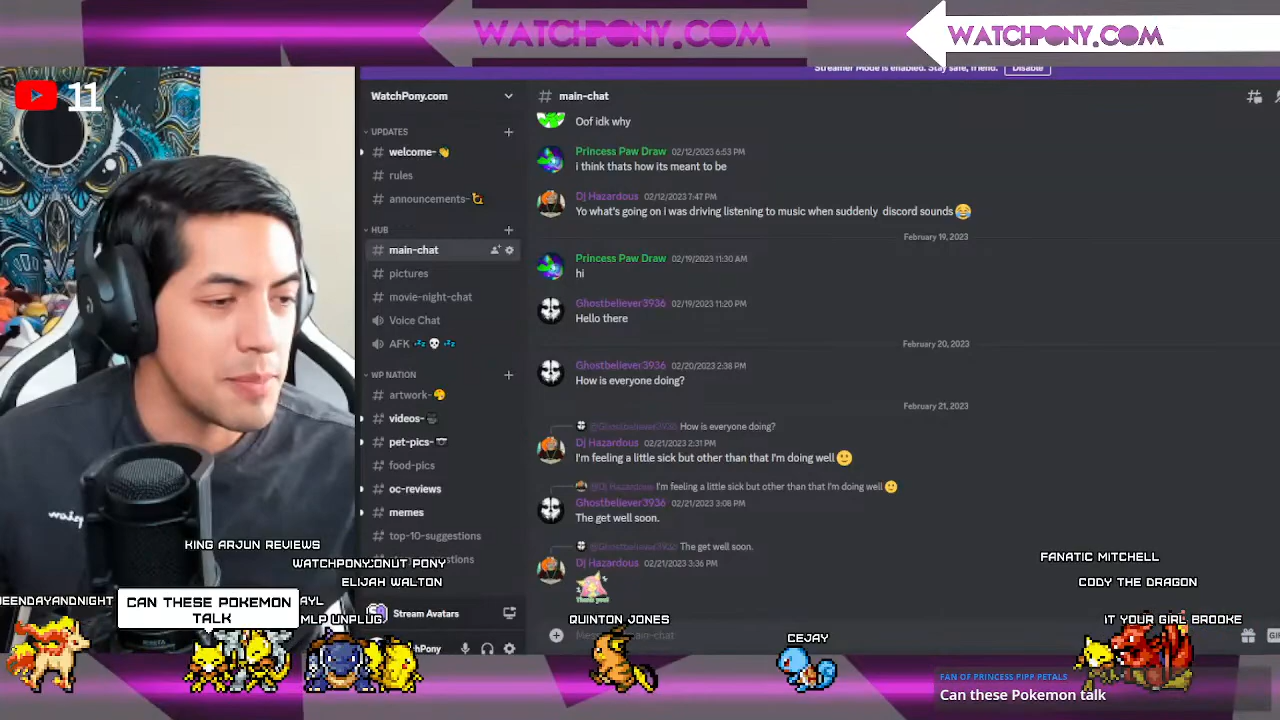 WATCHPONY.COM
WATCHPONY.COM
Streamer Mode is enabled. Stay safe, friend. Disable
11
WatchPony.com
UPDATES
welcome-
rules
announcements-
HUB
main-chat
pictures
movie-night-chat
Voice Chat
AFK
WP NATION
artwork-
videos-
pet-pics-
food-pics
oc-reviews
memes
top-10-suggestions
Stream Avatars
# main-chat
Oof idk why
Princess Paw Draw 02/12/2023 6:53 PM
i think thats how its meant to be
Dj Hazardous 02/12/2023 7:47 PM
Yo what's going on i was driving listening to music when suddenly discord sounds
February 19, 2023
Princess Paw Draw 02/19/2023 11:30 AM
hi
Ghostbeliever3936 02/19/2023 11:20 PM
Hello there
February 20, 2023
Ghostbeliever3936 02/20/2023 2:38 PM
How is everyone doing?
February 21, 2023
@Ghostbeliever3936 How is everyone doing?
Dj Hazardous 02/21/2023 2:31 PM
I'm feeling a little sick but other than that I'm doing well
@Dj Hazardous I'm feeling a little sick but other than that I'm doing well
Ghostbeliever3936 02/21/2023 3:08 PM
The get well soon.
@Ghostbeliever3936 The get well soon.
Dj Hazardous 02/21/2023 3:36 PM
Thank you!
KING ARJUN REVIEWS
ELIJAH WALTON
CAN THESE POKEMON
TALK
MLP UNPLUG
QUINTON JONES
CEJAY
FANATIC MITCHELL
CODY THE DRAGON
IT YOUR GIRL BROOKE
FAN OF PRINCESS PIPP PETALS
Can these Pokemon talk